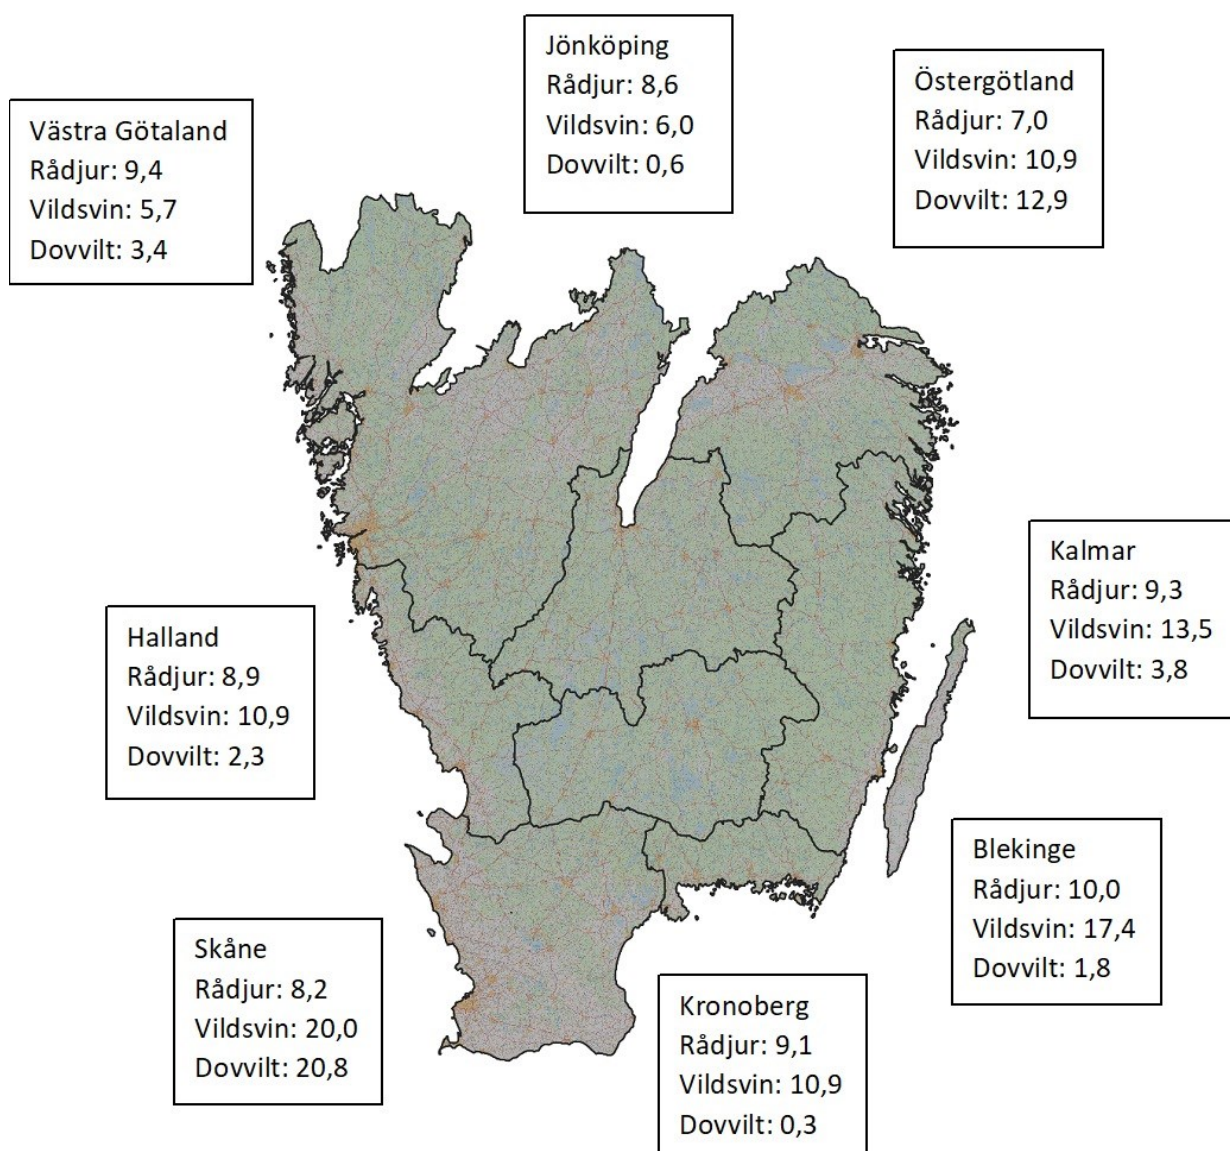 Jönköping
Rådjur: 8,6
Vildsvin: 6,0
Dovvilt: 0,6
Östergötland
Rådjur: 7,0
Vildsvin: 10,9
Dovvilt: 12,9
Västra Götaland
Rådjur: 9,4
Vildsvin: 5,7
Dovvilt: 3,4
Kalmar
Rådjur: 9,3
Vildsvin: 13,5
Dovvilt: 3,8
Halland
Rådjur: 8,9
Vildsvin: 10,9
Dovvilt: 2,3
Blekinge
Rådjur: 10,0
Vildsvin: 17,4
Dovvilt: 1,8
Skåne
Rådjur: 8,2
Vildsvin: 20,0
Dovvilt: 20,8
Kronoberg
Rådjur: 9,1
Vildsvin: 10,9
Dovvilt: 0,3